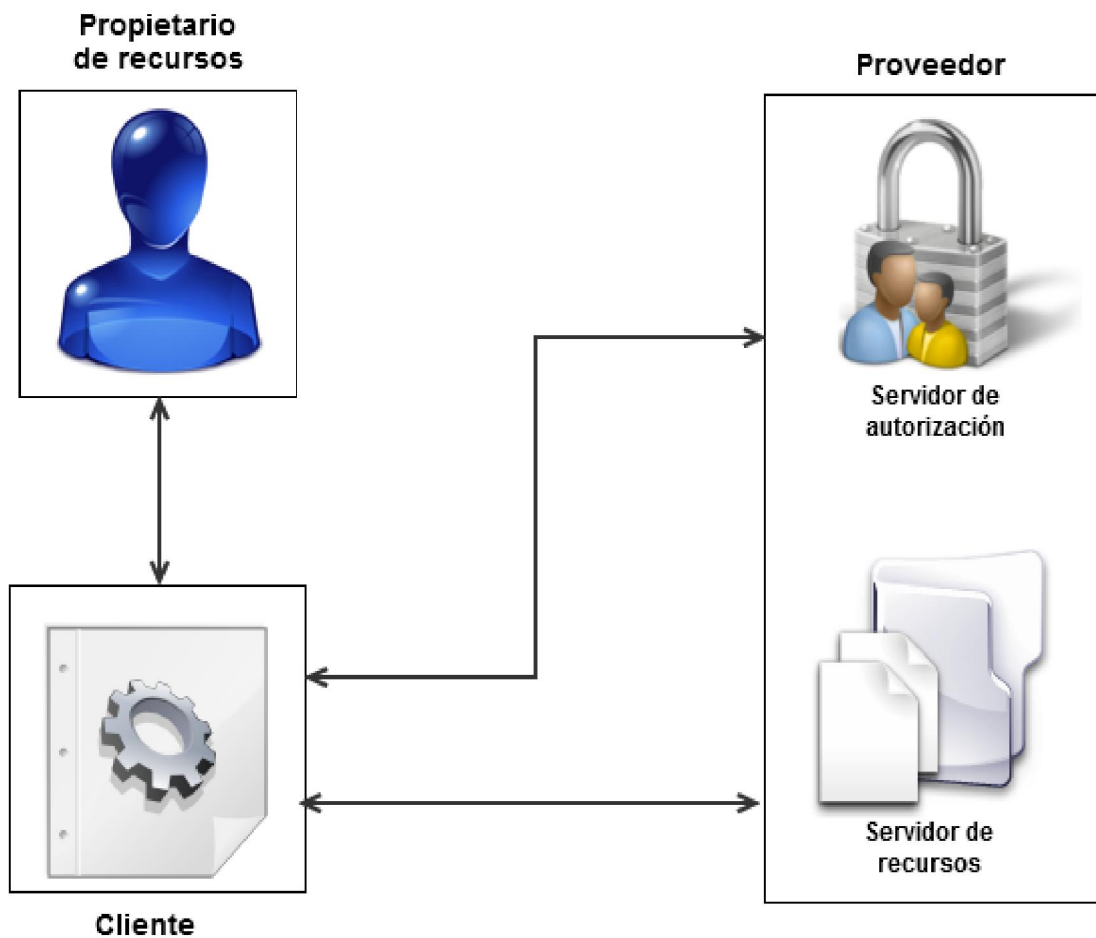 Propietario
de recursos
Proveedor
Servidor de
autorización
Servidor de
recursos
Cliente